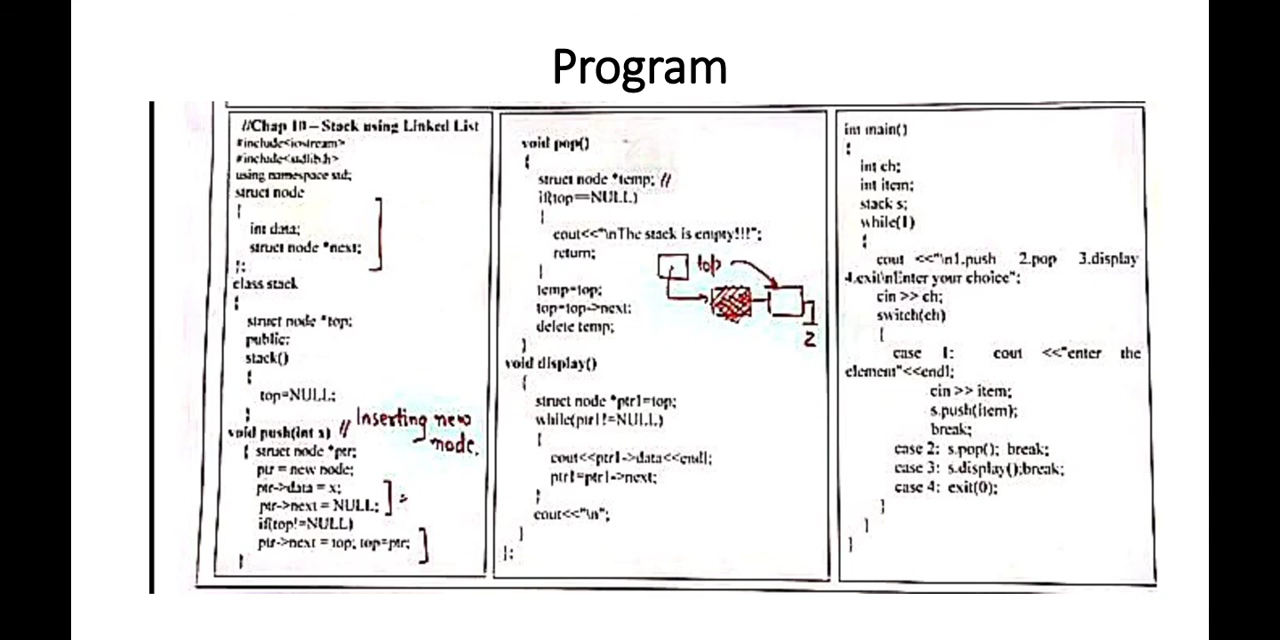 Program
//Chap 10 – Stack using Linked List
#include<iostream>
#include<stdlib.h>
using namespace std;
struct node
{
int data;
struct node *next;
};
class stack
{
struct node *top;
public:
stack()
{
top=NULL;
}
void push(int x) // Inserting new node.
{ struct node *ptr;
ptr = new node;
ptr->data = x;
ptr->next = NULL;
if(top!=NULL)
ptr->next = top; top=ptr;
}
void pop()
{
struct node *temp; //
if(top==NULL)
{
cout<<"\nThe stack is empty!!!";
return;
}
temp=top;
top=top->next;
delete temp;
}
top
2
void display()
{
struct node *ptr1=top;
while(ptr1!=NULL)
{
cout<<ptr1->data<<endl;
ptr1=ptr1->next;
}
cout<<"\n";
}
};
int main()
{
int ch;
int item;
stack s;
while(1)
{
cout <<"\n1.push 2.pop 3.display
4.exit\nEnter your choice";
cin >> ch;
switch(ch)
{
case 1: cout <<"enter the
element"<<endl;
cin >> item;
s.push(item);
break;
case 2: s.pop(); break;
case 3: s.display();break;
case 4: exit(0);
}
}
}